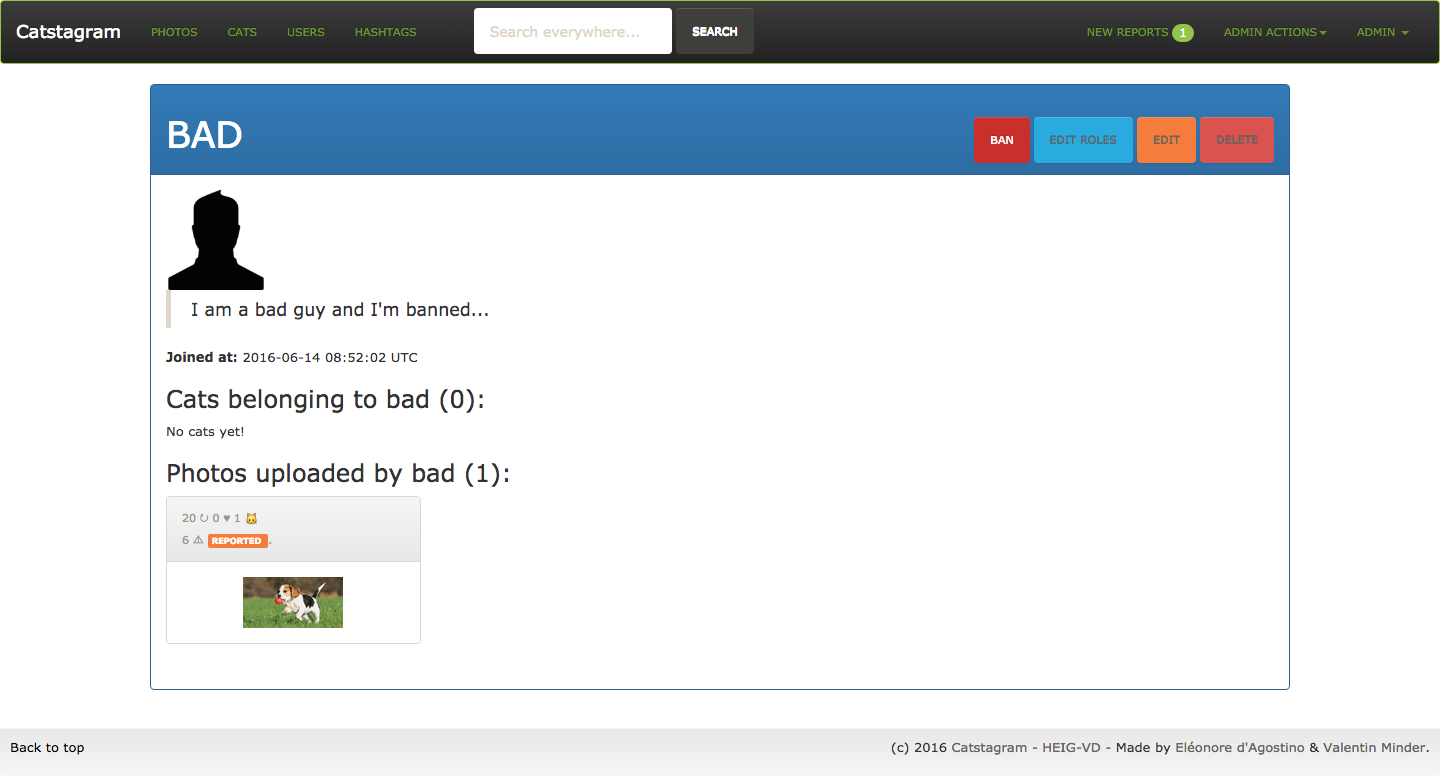 Catstagram PHOTOS CATS USERS HASHTAGS Search everywhere... SEARCH NEW REPORTS 1 ADMIN ACTIONS ADMIN
BAD BAN EDIT ROLES EDIT DELETE
I am a bad guy and I'm banned...
Joined at: 2016-06-14 08:52:02 UTC
Cats belonging to bad (0):
No cats yet!
Photos uploaded by bad (1):
20 ↻ 0 ♥ 1 🐱
6 ⚠ REPORTED .
Back to top (c) 2016 Catstagram - HEIG-VD - Made by Eléonore d'Agostino & Valentin Minder.